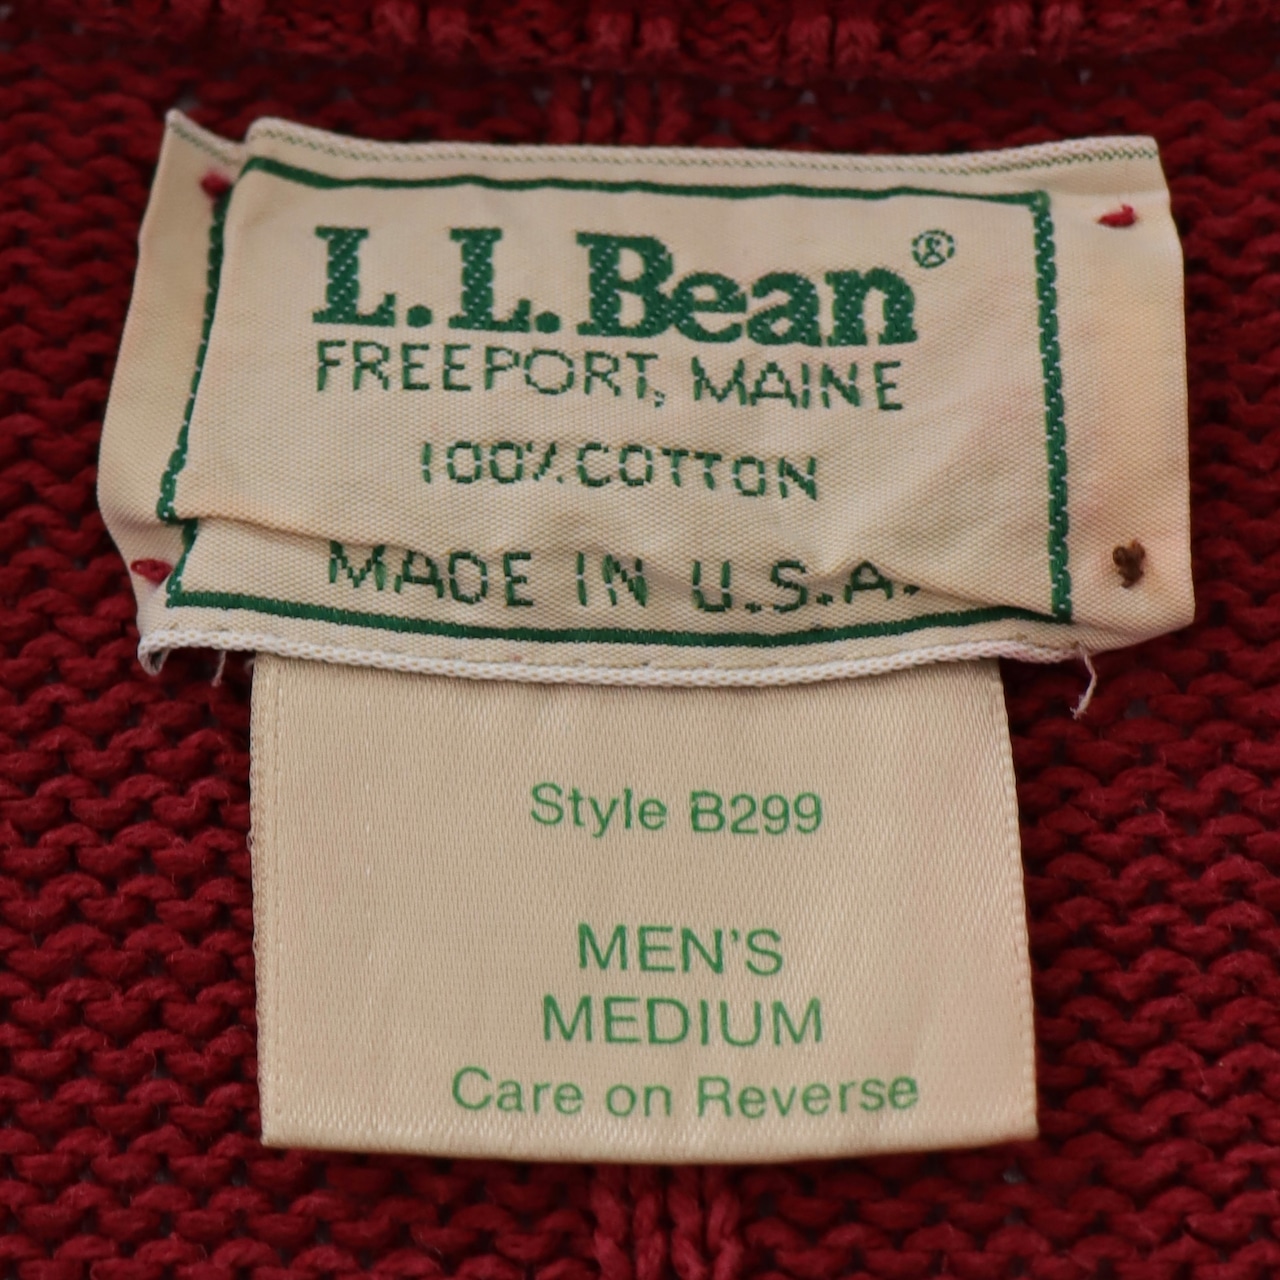 L.L.Bean®
FREEPORT, MAINE
100% COTTON
MADE IN U.S.A.
Style B299
MEN'S
MEDIUM
Care on Reverse